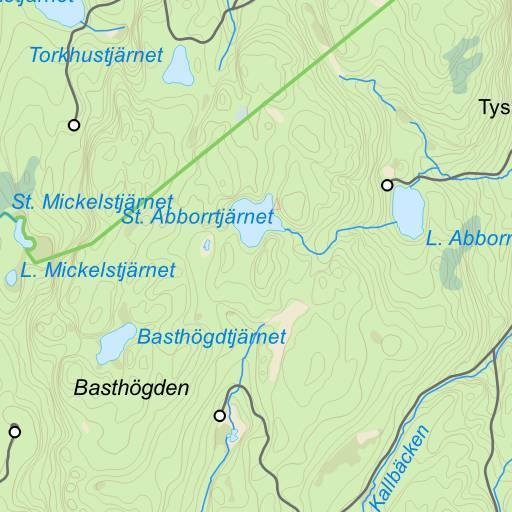 Torkhustjärnet
Tys
St. Mickelstjärnet
St. Abborrtjärnet
L. Abborr
L. Mickelstjärnet
Basthögdtjärnet
Basthögden
Kallbäcken